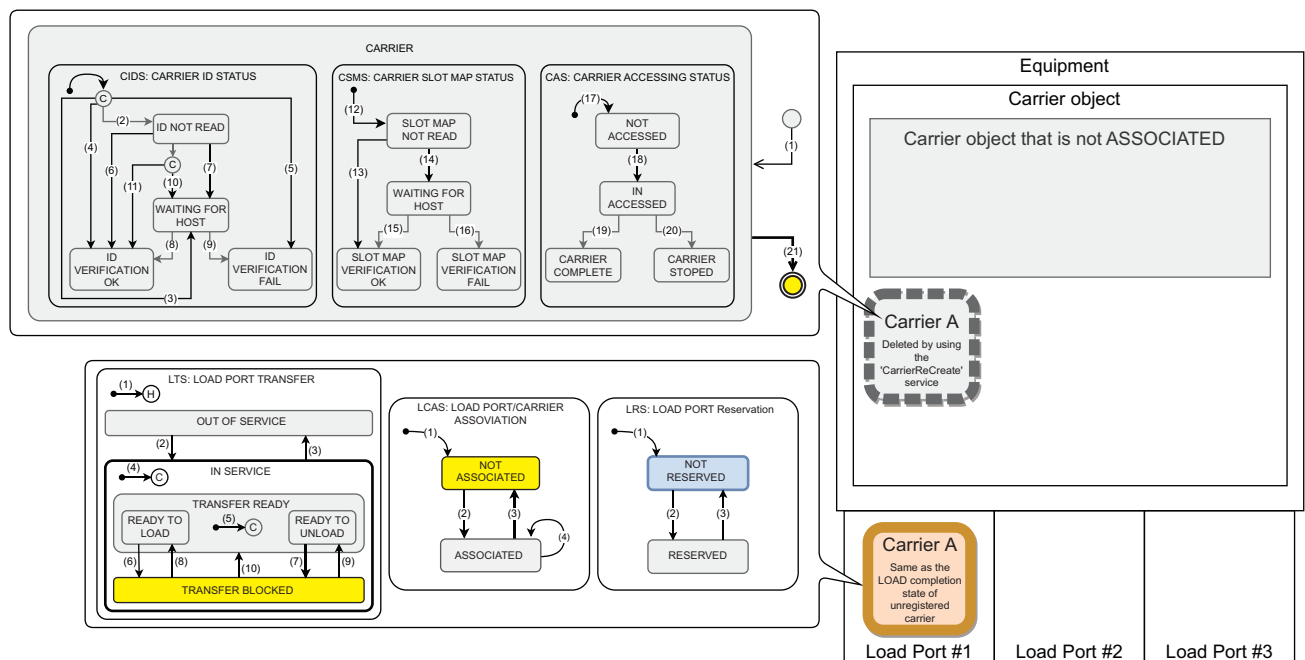 CARRIER
CIDS: CARRIER ID STATUS
C
(2)
ID NOT READ
(4)
(6)
C
(7)
(5)
(11)
(10)
WAITING FOR
HOST
(8)
(9)
ID
VERIFICATION
OK
ID
VERIFICATION
FAIL
(3)
CSMS: CARRIER SLOT MAP STATUS
(12)
SLOT MAP
NOT READ
(14)
(13)
WAITING FOR
HOST
(15)
(16)
SLOT MAP
VERIFICATION
OK
SLOT MAP
VERIFICATION
FAIL
CAS: CARRIER ACCESSING STATUS
(17)
NOT
ACCESSED
(18)
IN
ACCESSED
(19)
(20)
CARRIER
COMPLETE
CARRIER
STOPED
(1)
(21)
Equipment
Carrier object
Carrier object that is not ASSOCIATED
Carrier A
Deleted by using
the
'CarrierReCreate'
service
LTS: LOAD PORT TRANSFER
(1)
H
OUT OF SERVICE
(2)
(3)
IN SERVICE
(4)
C
TRANSFER READY
READY TO
LOAD
(5)
C
READY TO
UNLOAD
(6)
(8)
(10)
(7)
(9)
TRANSFER BLOCKED
LCAS: LOAD PORT/CARRIER
ASSOVIATION
(1)
NOT
ASSOCIATED
(2)
(3)
(4)
ASSOCIATED
LRS: LOAD PORT Reservation
(1)
NOT
RESERVED
(2)
(3)
RESERVED
Carrier A
Same as the
LOAD completion
state of
unregistered
carrier
Load Port #1
Load Port #2
Load Port #3